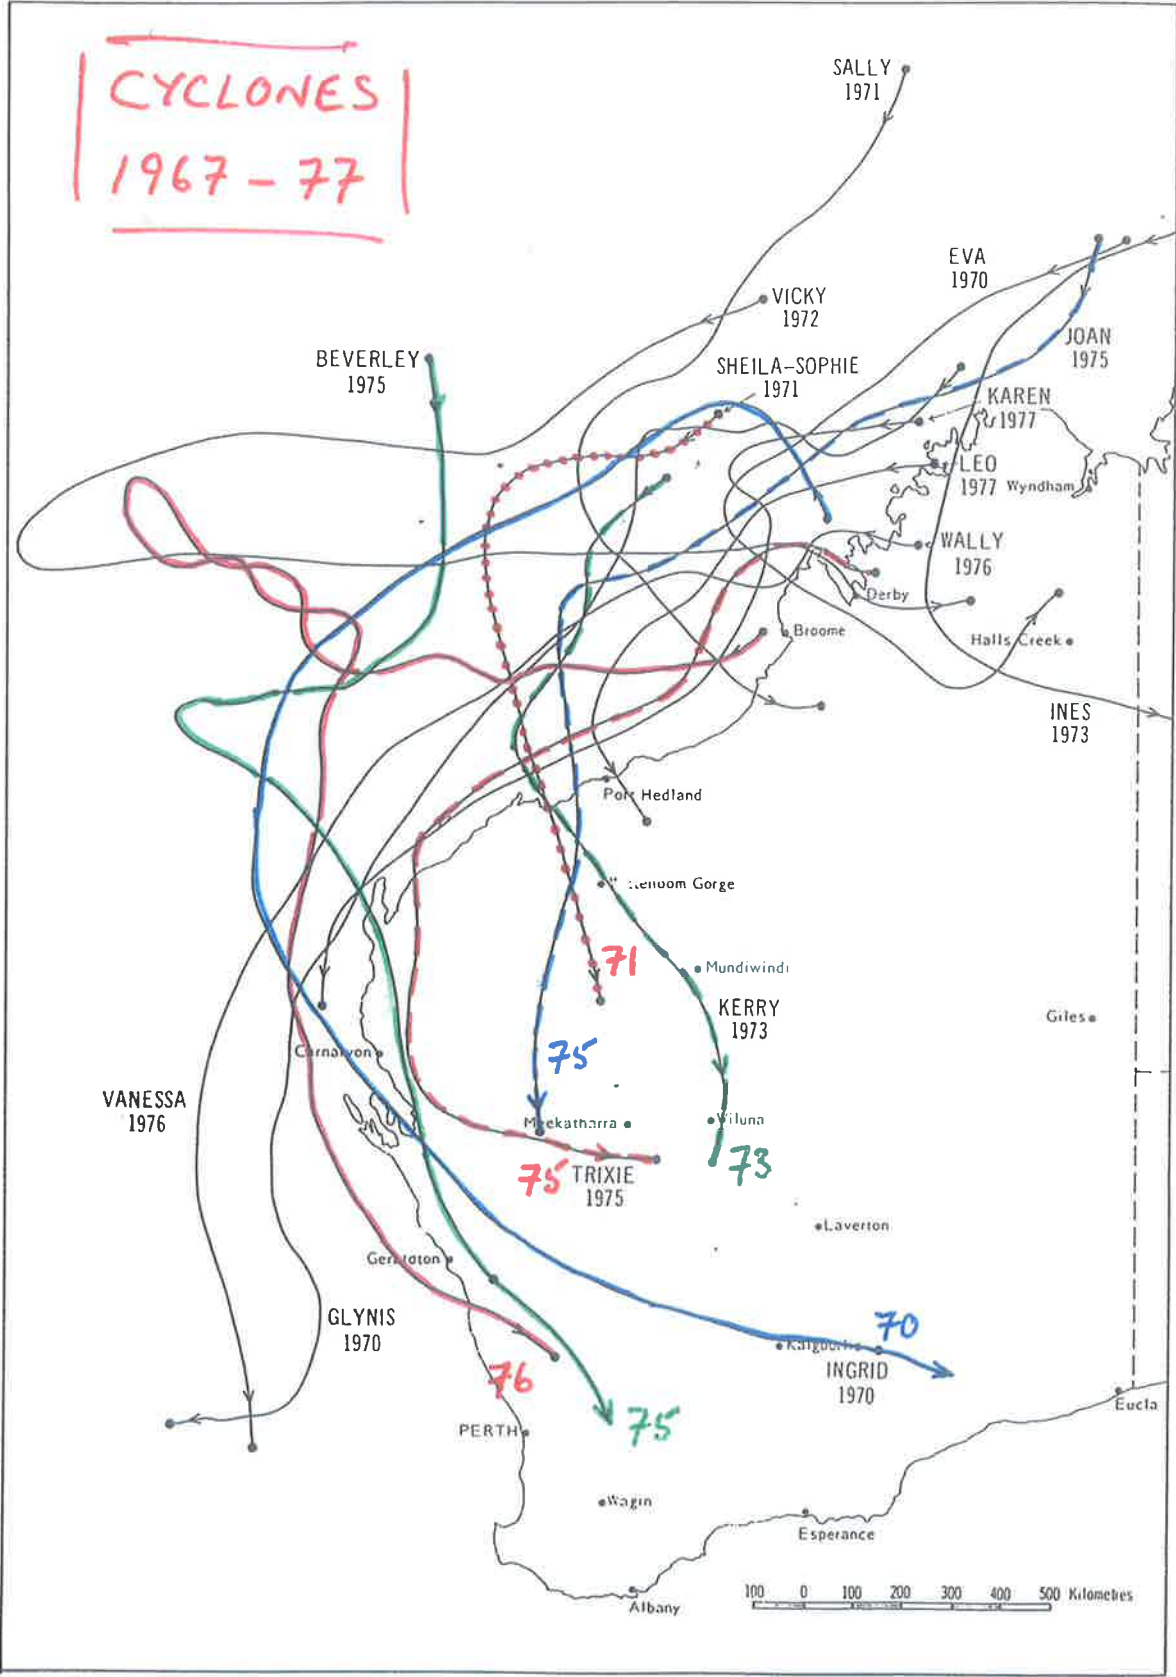 CYCLONES
1967 - 77
SALLY
1971
EVA
1970
VICKY
1972
JOAN
1975
BEVERLEY
1975
SHEILA-SOPHIE
1971
KAREN
1977
LEO
1977
Wyndham
WALLY
1976
Derby
Broome
Halls Creek
INES
1973
Port Hedland
Gorge
71
Mundiwindi
KERRY
1973
Giles
75
Carnarvon
VANESSA
1976
Meekatharra
Wiluna
73
75
TRIXIE
1975
Laverton
Geraldton
GLYNIS
1970
70
INGRID
1970
76
75
Eucla
PERTH
Wagin
Esperance
Albany
100 0 100 200 300 400 500 Kilometres